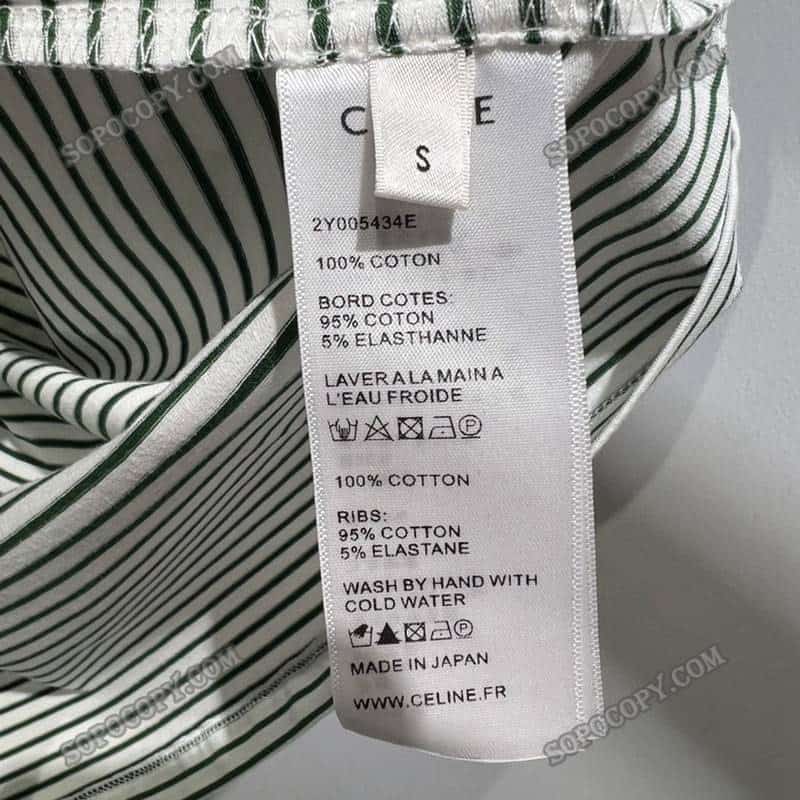 SOPOCOPY.COM
SOPOCOPY.COM
S
2Y005434E
100% COTON
BORD COTES:
95% COTON
5% ELASTHANNE
LAVER A LA MAIN A
L'EAU FROIDE
100% COTTON
RIBS:
95% COTTON
5% ELASTANE
WASH BY HAND WITH
COLD WATER
MADE IN JAPAN
WWW.CELINE.FR
SOPOCOPY.COM
SOPOCOPY.COM